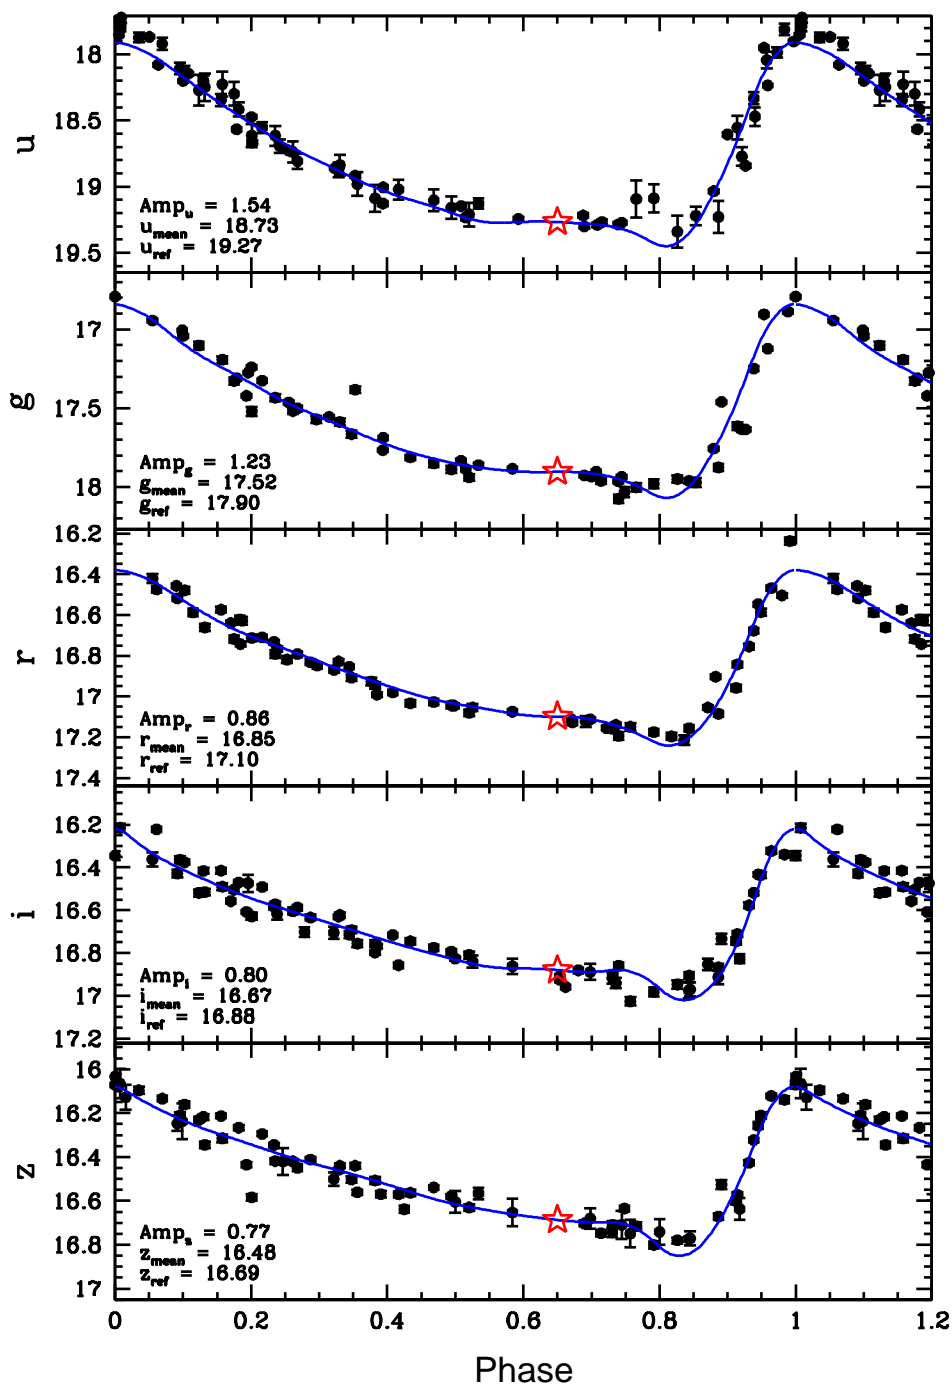 18
18.5
19
19.5
u
Amp_u = 1.54
u_mean = 18.73
u_ref = 19.27
17
17.5
18
g
Amp_g = 1.23
g_mean = 17.52
g_ref = 17.90
16.2
16.4
16.6
16.8
17
17.2
17.4
r
Amp_r = 0.86
r_mean = 16.85
r_ref = 17.10
16.2
16.4
16.6
16.8
17
17.2
i
Amp_i = 0.80
i_mean = 16.67
i_ref = 16.88
16
16.2
16.4
16.6
16.8
17
z
Amp_z = 0.77
z_mean = 16.48
z_ref = 16.69
0 0.2 0.4 0.6 0.8 1 1.2
Phase